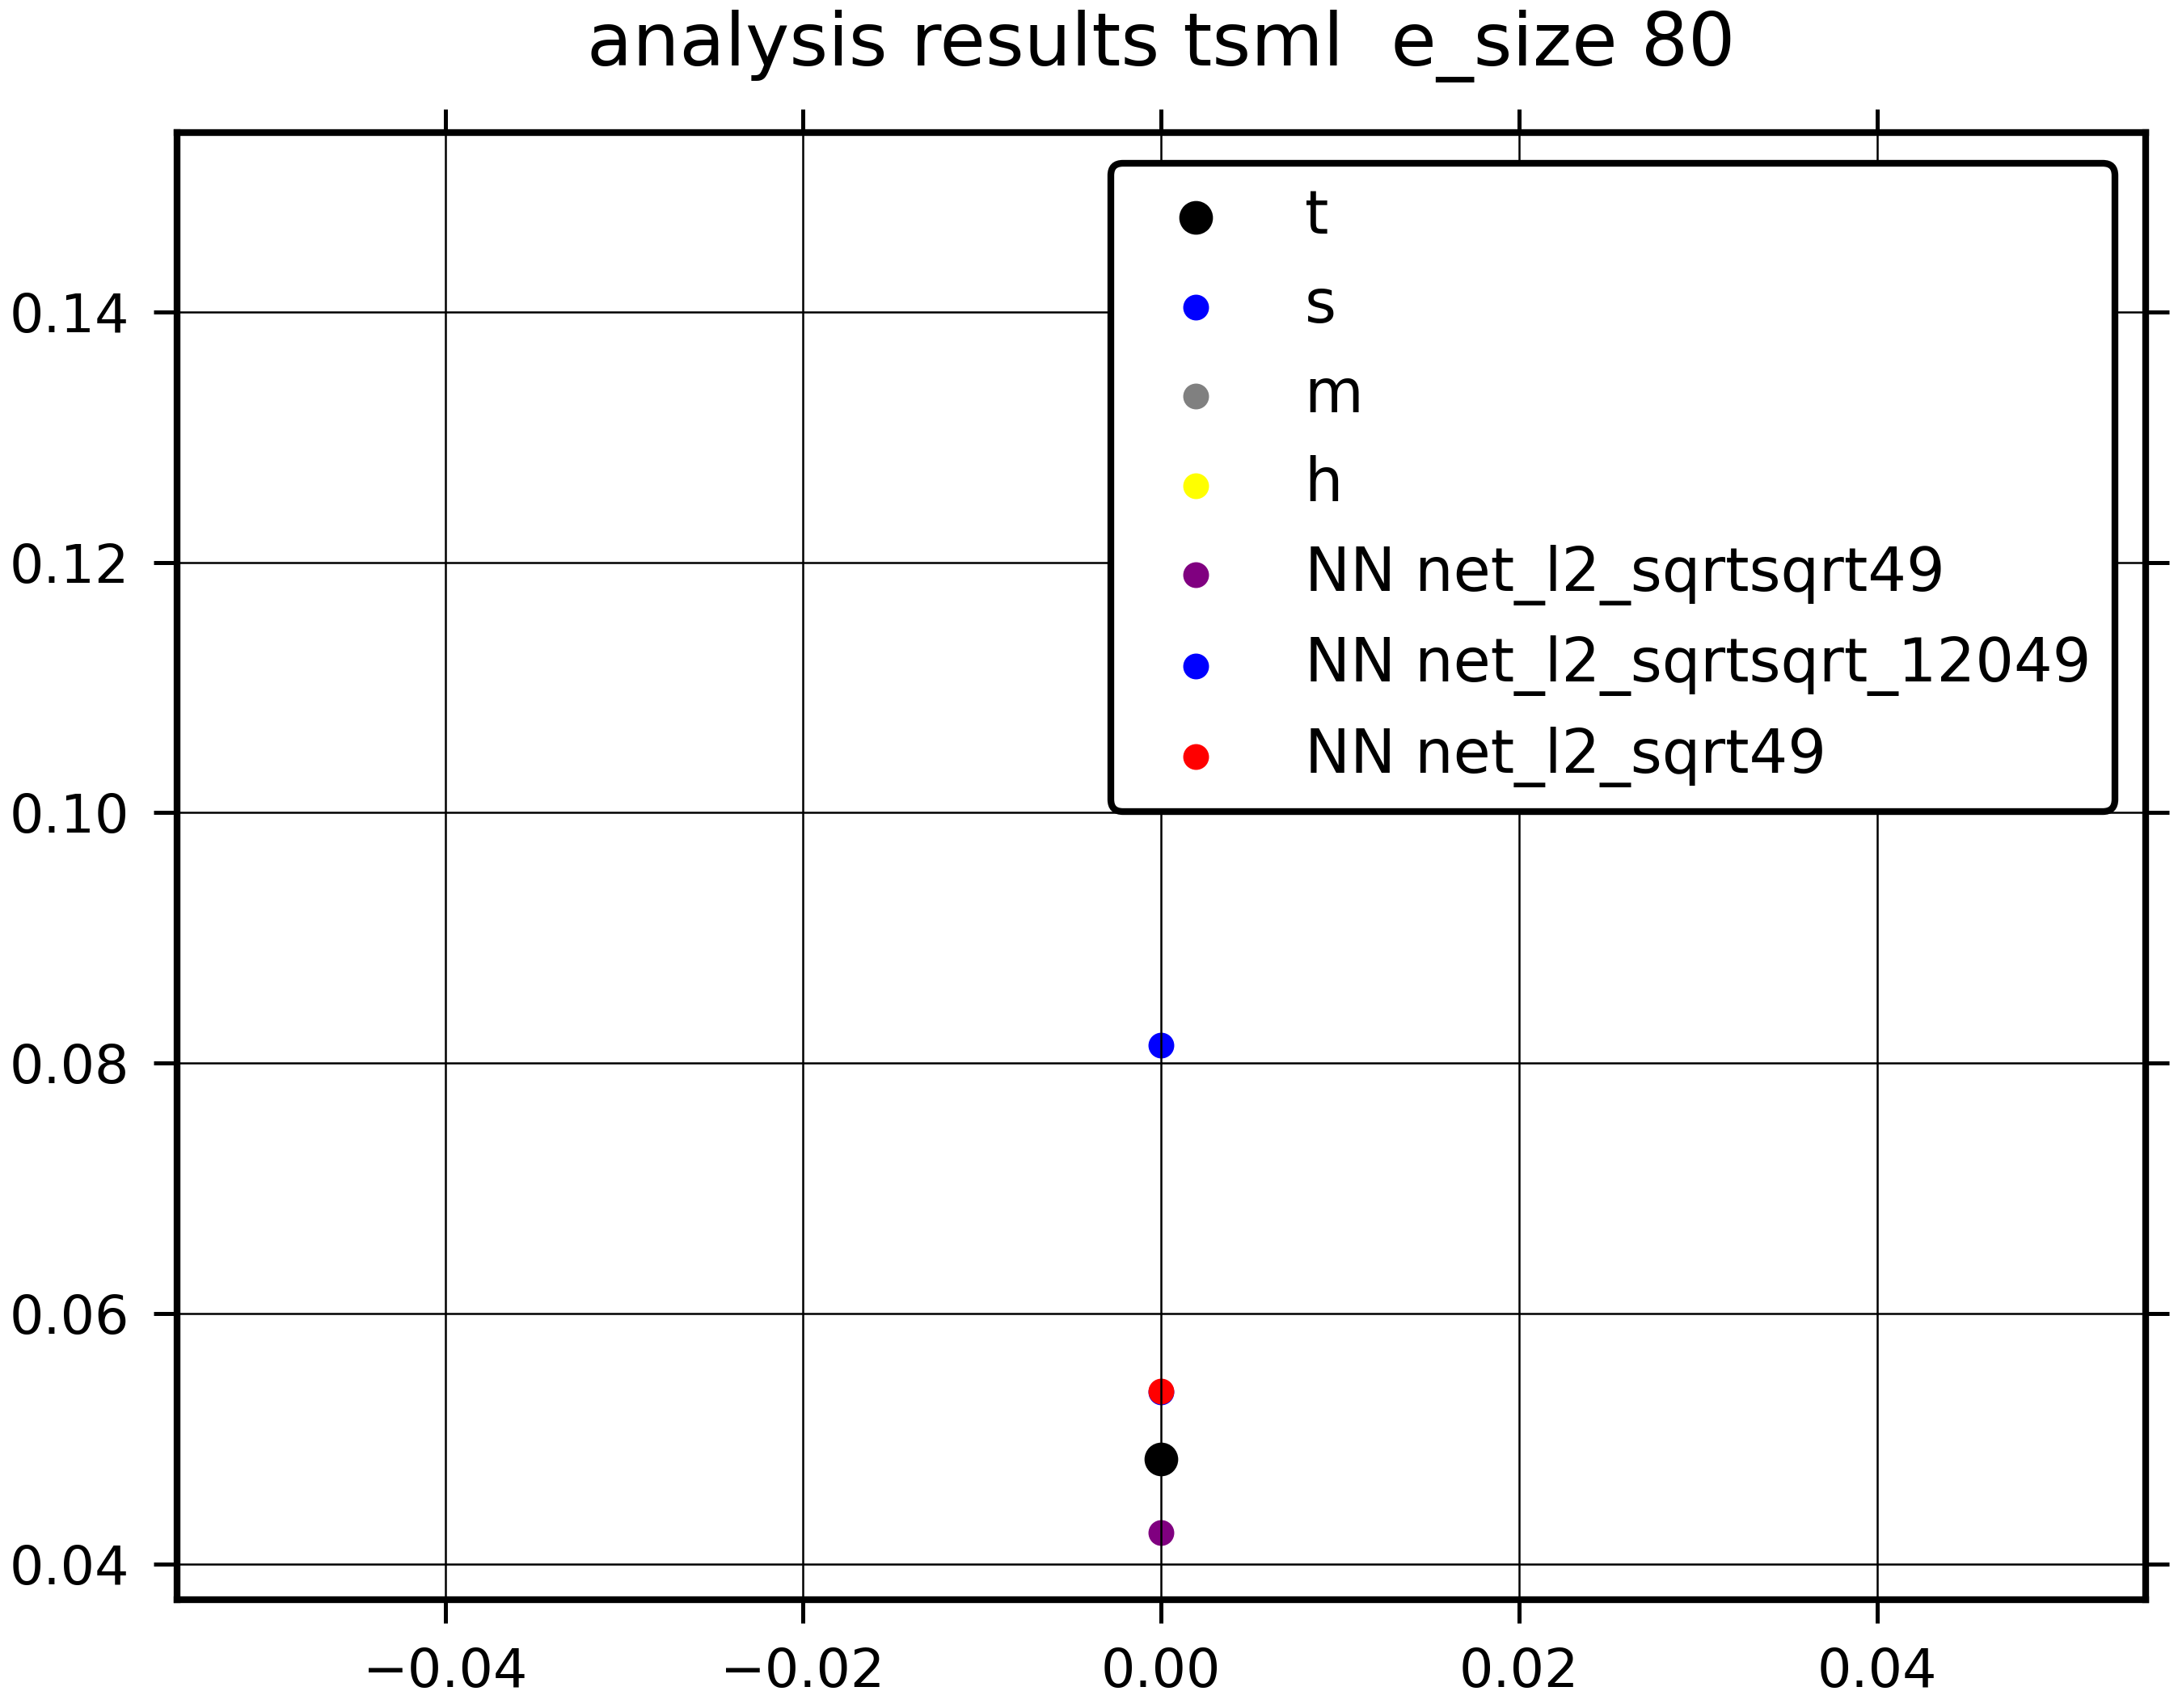 analysis results tsml  e_size 80
t
s
m
h
NN net_l2_sqrtsqrt49
NN net_l2_sqrtsqrt_12049
NN net_l2_sqrt49
0.14
0.12
0.10
0.08
0.06
0.04
−0.04 −0.02 0.00 0.02 0.04